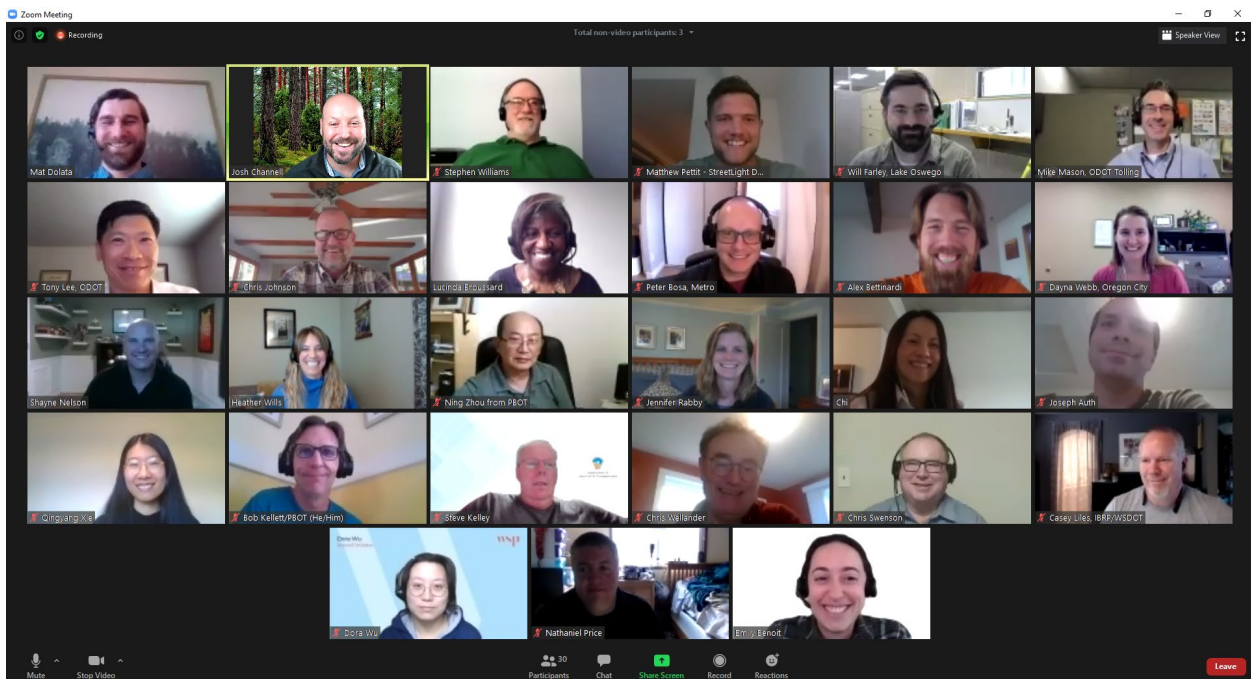 Zoom Meeting
Recording
Total non-video participants: 3
Speaker View
Mat Dolata
Josh Channell
Stephen Williams
Matthew Pettit - StreetLight D...
Will Farley, Lake Oswego
Mike Mason, ODOT Tolling
Tony Lee, ODOT
Chris Johnson
Lucinda Broussard
Peter Bosa, Metro
Alex Bettinardi
Dayna Webb, Oregon City
Shayne Nelson
Heather Wills
Ning Zhou from PBOT
Jennifer Rabby
Chi
Joseph Auth
Qingyang Xie
Bob Kellett/PBOT (He/Him)
Steve Kelley
Chris Wellander
Chris Swenson
Casey Liles, IBRP/WSDOT
Dora Wu
wsp
Dora Wu
Nathaniel Price
Emily Benoit
Mute
Stop Video
30
Participants
Chat
Share Screen
Record
Reactions
Leave